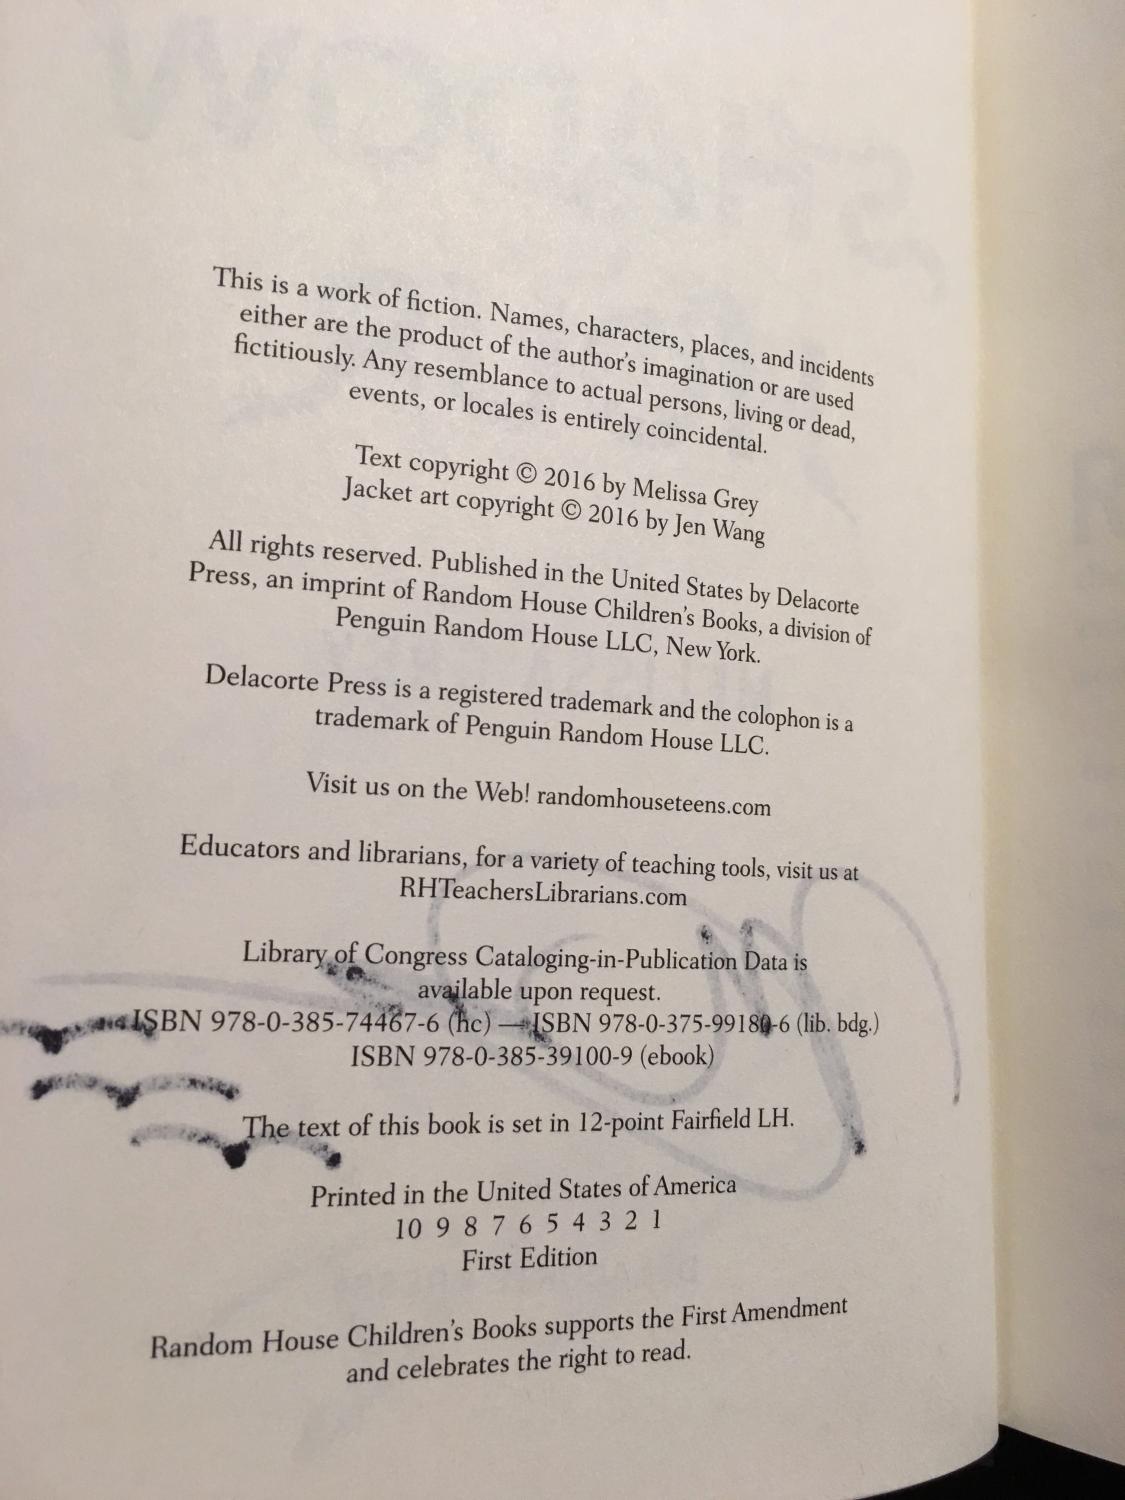 This is a work of fiction. Names, characters, places, and incidents
either are the product of the author's imagination or are used
fictitiously. Any resemblance to actual persons, living or dead,
events, or locales is entirely coincidental.
Text copyright © 2016 by Melissa Grey
Jacket art copyright © 2016 by Jen Wang
All rights reserved. Published in the United States by Delacorte
Press, an imprint of Random House Children's Books, a division of
Penguin Random House LLC, New York.
Delacorte Press is a registered trademark and the colophon is a
trademark of Penguin Random House LLC.
Visit us on the Web! randomhouseteens.com
Educators and librarians, for a variety of teaching tools, visit us at
RHTeachersLibrarians.com
Library of Congress Cataloging-in-Publication Data is
available upon request.
ISBN 978-0-385-74467-6 (hc) — ISBN 978-0-375-99180-6 (lib. bdg.)
ISBN 978-0-385-39100-9 (ebook)
The text of this book is set in 12-point Fairfield LH.
Printed in the United States of America
10 9 8 7 6 5 4 3 2 1
First Edition
Random House Children's Books supports the First Amendment
and celebrates the right to read.